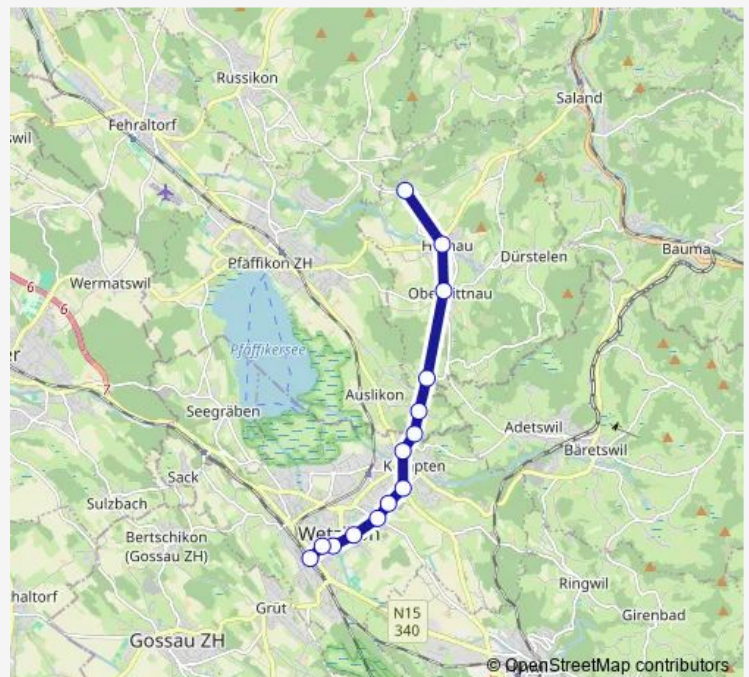 Russikon
Saland
Fehraltorf
swil
Bauma
Dürstelen
Pfäffikon ZH
Wermatswil
6
6
7
er
Pfäffikersee
Auslikon
Seegräben
Adetswil
Bäretswil
Sack
Sulzbach
Bertschikon
(Gossau ZH)
Ringwil
haltorf
Grüt
N15
340
Girenbad
Gossau ZH
© OpenStreetMap contributors